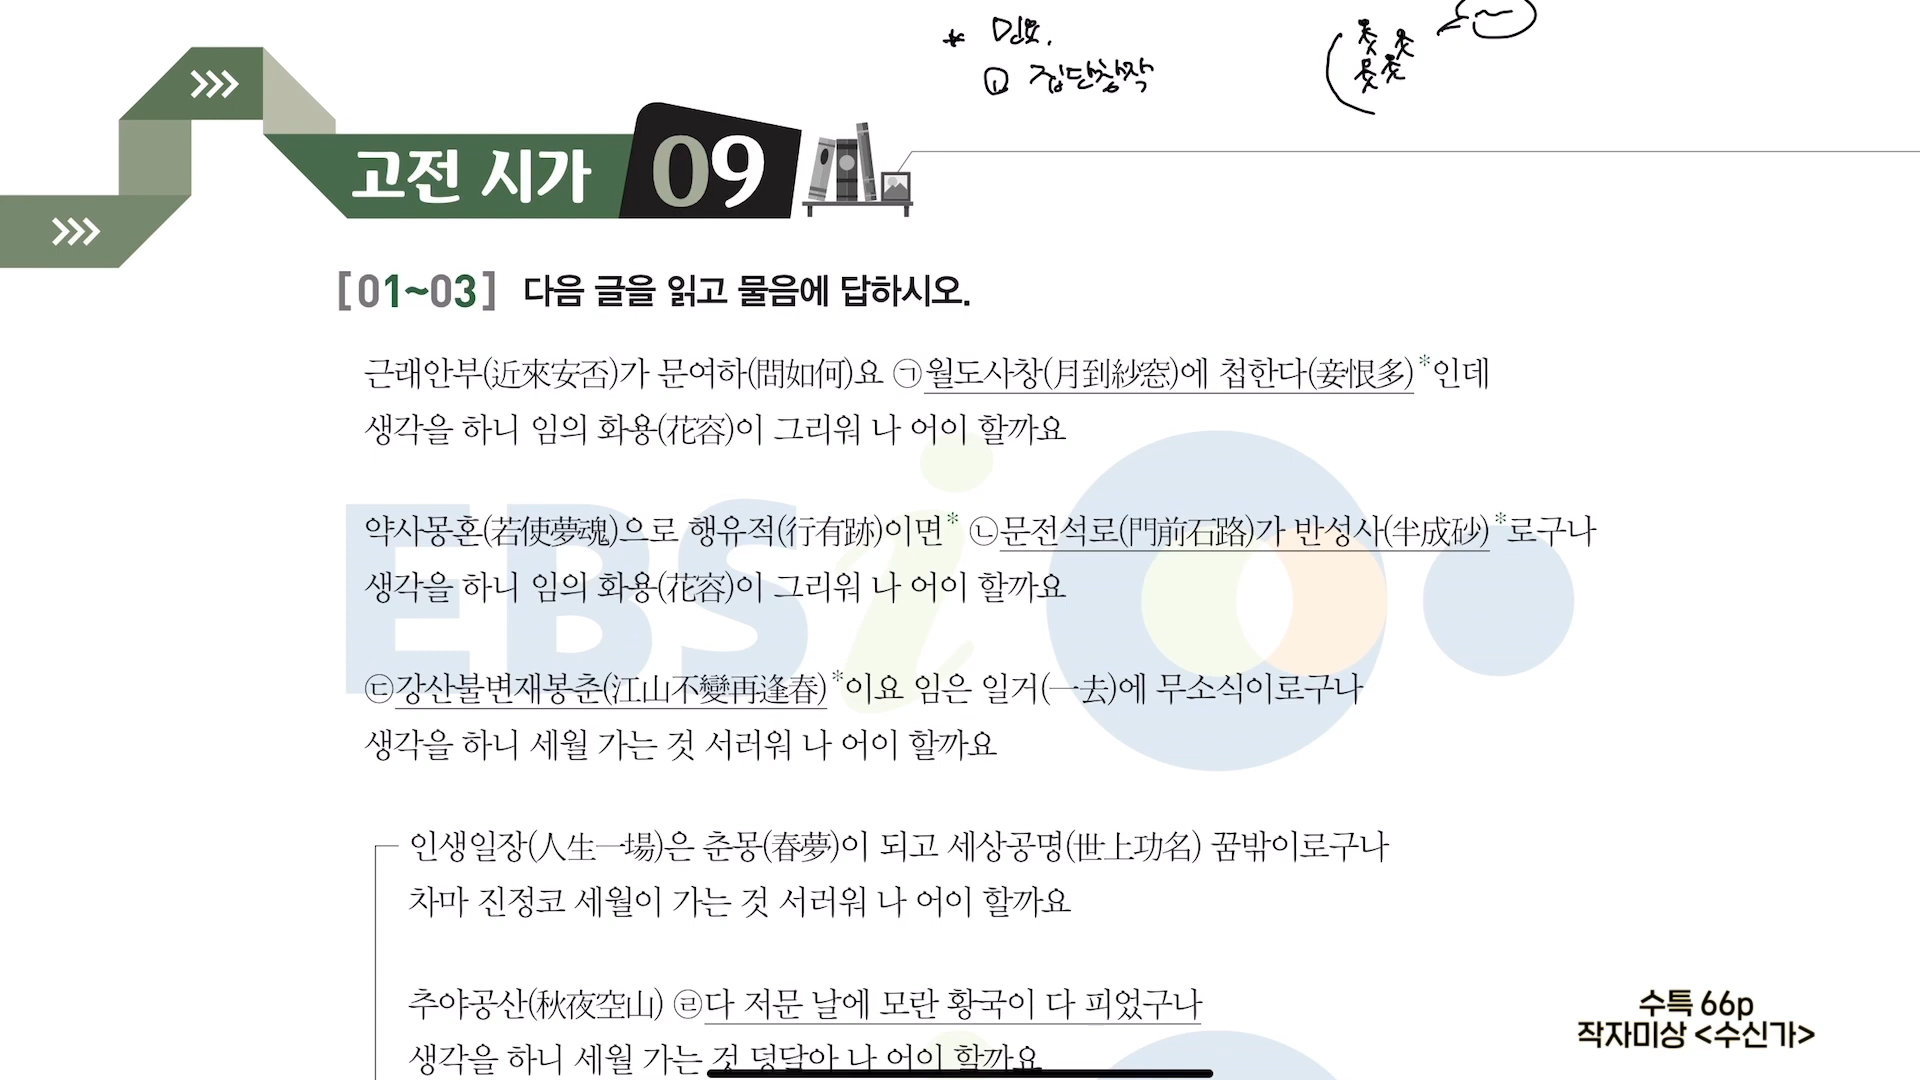 * 민요.
① 집단창작
고전 시가 09
[01~03] 다음 글을 읽고 물음에 답하시오.
근래안부(近來安否)가 문여하(問如何)요 ㉠월도사창(月到紗窓)에 첩한다(妾恨多)*인데
생각을 하니 임의 화용(花容)이 그리워 나 어이 할까요
약사몽혼(若使夢魂)으로 행유적(行有跡)이면* ㉡문전석로(門前石路)가 반성사(半成砂)*로구나
생각을 하니 임의 화용(花容)이 그리워 나 어이 할까요
㉢강산불변재봉춘(江山不變再逢春)*이요 임은 일거(一去)에 무소식이로구나
생각을 하니 세월 가는 것 서러워 나 어이 할까요
인생일장(人生一場)은 춘몽(春夢)이 되고 세상공명(世上功名) 꿈밖이로구나
차마 진정코 세월이 가는 것 서러워 나 어이 할까요
추야공산(秋夜空山) ㉣다 저문 날에 모란 황국이 다 피었구나
생각을 하니 세월 가는 것 덩달아 나 어이 할까요
EBSi
수특 66p
작자미상 <수신가>